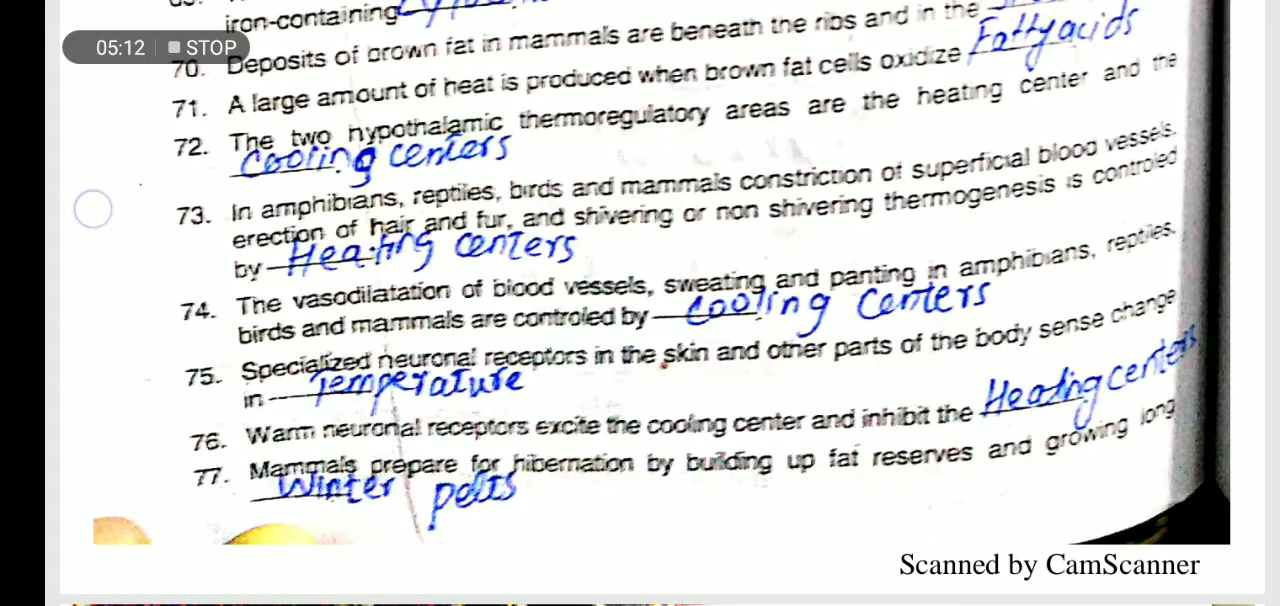 iron-containing
05:12 STOP
70. Deposits of brown fat in mammals are beneath the ribs and in the
71. A large amount of heat is produced when brown fat cells oxidize Fatty acids
72. The two hypothalamic thermoregulatory areas are the heating center and the
Cooling centers
73. In amphibians, reptiles, birds and mammals constriction of superficial blood vessels,
erection of hair and fur, and shivering or non shivering thermogenesis is controled
by Heating centers
74. The vasodilatation of blood vessels, sweating and panting in amphibians, reptiles,
birds and mammals are controled by Cooling Centers
75. Specialized neuronal receptors in the skin and other parts of the body sense change
in Temperature
76. Warm neuronal receptors excite the cooling center and inhibit the Heating centers
77. Mammals prepare for hibernation by building up fat reserves and growing long
Winter pelts
Scanned by CamScanner